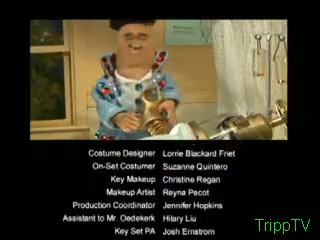 Costume Designer Lorrie Blackard Friet
On-Set Costumer Suzanne Quintero
Key Makeup Christine Regan
Makeup Artist Reyna Pecot
Production Coordinator Jennifer Hopkins
Assistant to Mr. Oedekerk Hilary Liu
Key Set PA Josh Ernstrom
TrippTV